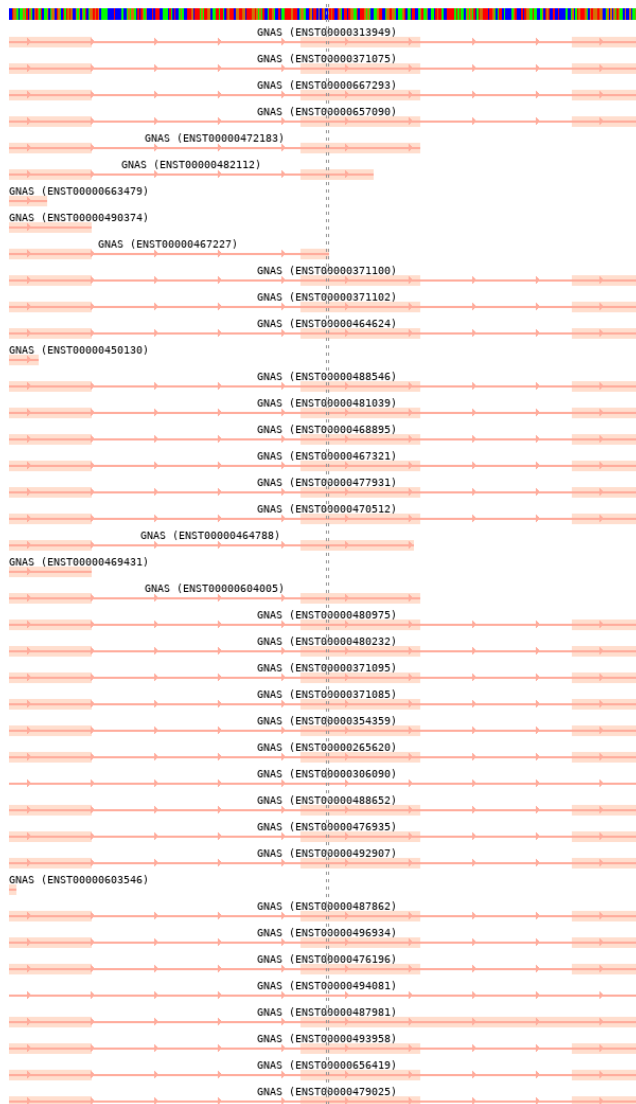 GNAS (ENST00000313949)
GNAS (ENST00000371075)
GNAS (ENST00000667293)
GNAS (ENST00000657090)
GNAS (ENST00000472183)
GNAS (ENST00000482112)
GNAS (ENST00000663479)
GNAS (ENST00000490374)
GNAS (ENST00000467227)
GNAS (ENST00000371100)
GNAS (ENST00000371102)
GNAS (ENST00000464624)
GNAS (ENST00000450130)
GNAS (ENST00000488546)
GNAS (ENST00000481039)
GNAS (ENST00000468895)
GNAS (ENST00000467321)
GNAS (ENST00000477931)
GNAS (ENST00000470512)
GNAS (ENST00000464788)
GNAS (ENST00000469431)
GNAS (ENST00000604005)
GNAS (ENST00000480975)
GNAS (ENST00000480232)
GNAS (ENST00000371095)
GNAS (ENST00000371085)
GNAS (ENST00000354359)
GNAS (ENST00000265620)
GNAS (ENST00000306090)
GNAS (ENST00000488652)
GNAS (ENST00000476935)
GNAS (ENST00000492907)
GNAS (ENST00000603546)
GNAS (ENST00000487862)
GNAS (ENST00000496934)
GNAS (ENST00000476196)
GNAS (ENST00000494081)
GNAS (ENST00000487981)
GNAS (ENST00000493958)
GNAS (ENST00000656419)
GNAS (ENST00000479025)